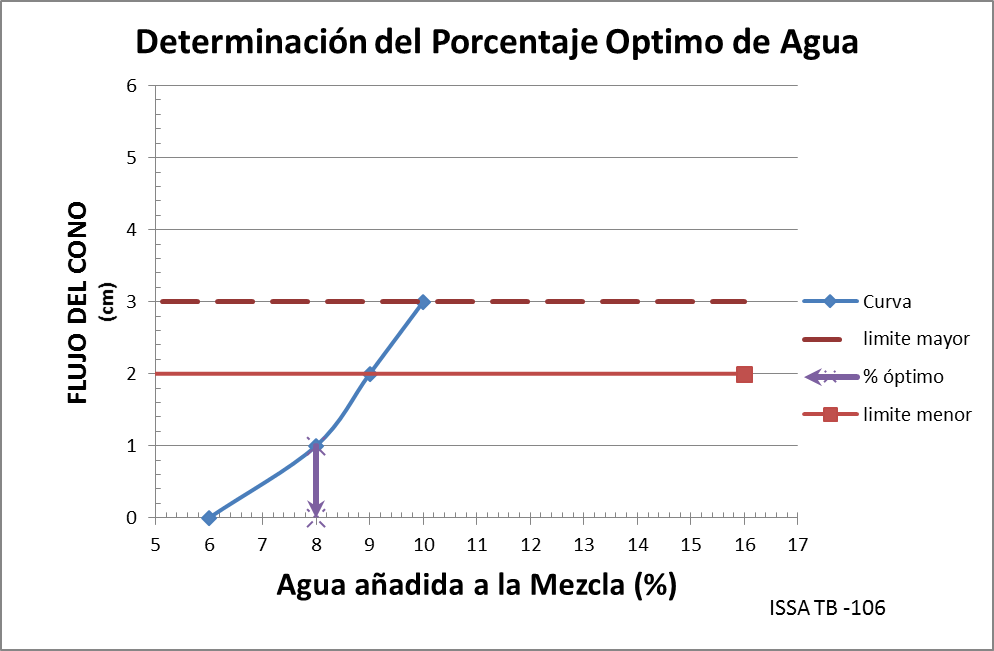 Determinación del Porcentaje Optimo de Agua
FLUJO DEL CONO
(cm)
6
5
4
3
2
1
0
5 6 7 8 9 10 11 12 13 14 15 16 17
Agua añadida a la Mezcla (%)
Curva
limite mayor
% óptimo
limite menor
ISSA TB -106